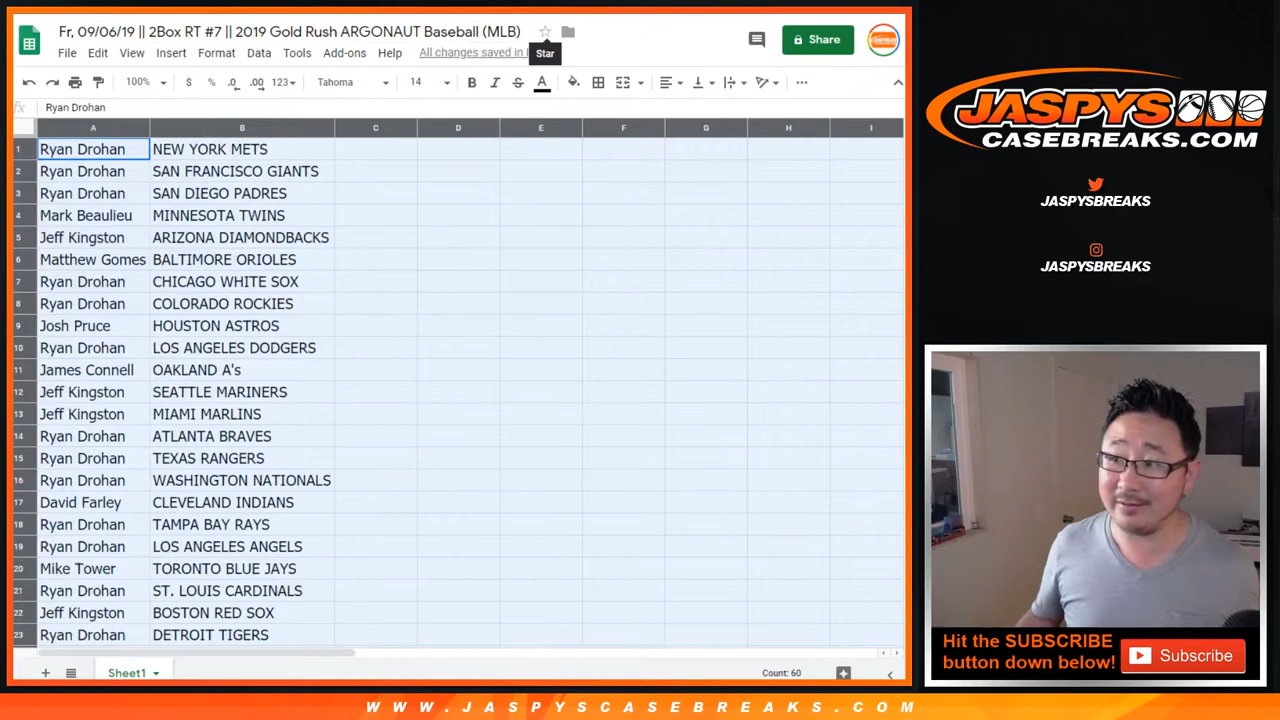 Fr, 09/06/19 || 2Box RT #7 || 2019 Gold Rush ARGONAUT Baseball (MLB)
File Edit View Insert Format Data Tools Add-ons Help All changes saved in
Star
Share
100% $ % .0 .00 123 Tahoma 14 B I S A
fx Ryan Drohan
A B C D E F G H I
1 Ryan Drohan NEW YORK METS
2 Ryan Drohan SAN FRANCISCO GIANTS
3 Ryan Drohan SAN DIEGO PADRES
4 Mark Beaulieu MINNESOTA TWINS
5 Jeff Kingston ARIZONA DIAMONDBACKS
6 Matthew Gomes BALTIMORE ORIOLES
7 Ryan Drohan CHICAGO WHITE SOX
8 Ryan Drohan COLORADO ROCKIES
9 Josh Pruce HOUSTON ASTROS
10 Ryan Drohan LOS ANGELES DODGERS
11 James Connell OAKLAND A's
12 Jeff Kingston SEATTLE MARINERS
13 Jeff Kingston MIAMI MARLINS
14 Ryan Drohan ATLANTA BRAVES
15 Ryan Drohan TEXAS RANGERS
16 Ryan Drohan WASHINGTON NATIONALS
17 David Farley CLEVELAND INDIANS
18 Ryan Drohan TAMPA BAY RAYS
19 Ryan Drohan LOS ANGELES ANGELS
20 Mike Tower TORONTO BLUE JAYS
21 Ryan Drohan ST. LOUIS CARDINALS
22 Jeff Kingston BOSTON RED SOX
23 Ryan Drohan DETROIT TIGERS
Sheet1
Count: 60
JASPYS
CASEBREAKS.COM
JASPYSBREAKS
JASPYSBREAKS
Hit the SUBSCRIBE
button down below!
Subscribe
WWW.JASPYSCASEBREAKS.COM